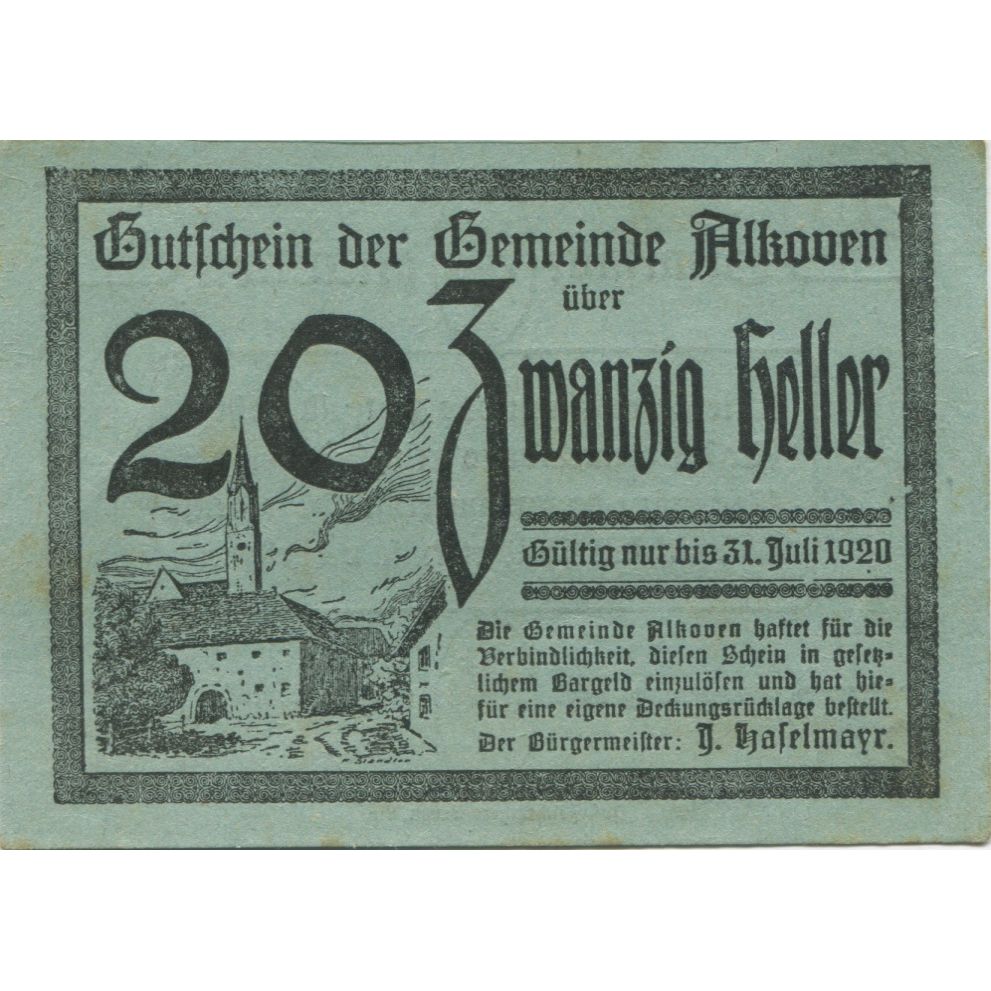 Gutschein der Gemeinde Alkoven
über
20 Zwanzig Heller
Gültig nur bis 31. Juli 1920
Die Gemeinde Alkoven haftet für die
Verbindlichkeit, diesen Schein in gesetz-
lichem Bargeld einzulösen und hat hie-
für eine eigene Deckungsrücklage bestellt.
Der Bürgermeister: J. Haselmayr.